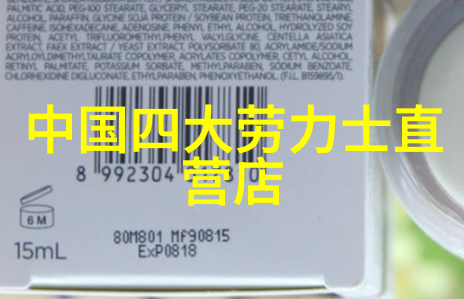 PALMITIC ACID, PEG-100 STEARATE, GLYCERYL STEARATE, PEG-20 STEARATE, STEARYL
ALCOHOL, PARAFFIN, GLYCINE SOJA PROTEIN / SOYBEAN PROTEIN, TRIETHANOLAMINE,
CAFFEINE, ISOHEXADECANE, ADENOSINE, PHENYL ETHYL ALCOHOL, HYDROLYZED SOY
PROTEIN, ACETYL TRIFLUOROMETHYLPHENYL VALYLGLYCINE, CENTELLA ASIATICA
EXTRACT, FAEX EXTRACT / YEAST EXTRACT, POLYSORBATE 80, ACRYLAMIDE/SODIUM
ACRYLOYLDIMETHYLTAURATE COPOLYMER, ACRYLATES COPOLYMER, CETYL ALCOHOL,
RETINYL PALMITATE, POTASSIUM SORBATE, METHYLPARABEN, SODIUM BENZOATE,
CHLORHEXIDINE DIGLUCONATE, ETHYLPARABEN, PHENOXYETHANOL (F.I.L. B159895/1).
中国四大劳力士直
营店
8 992304
6M
15mL
80M801 Mf90815
ExP0818